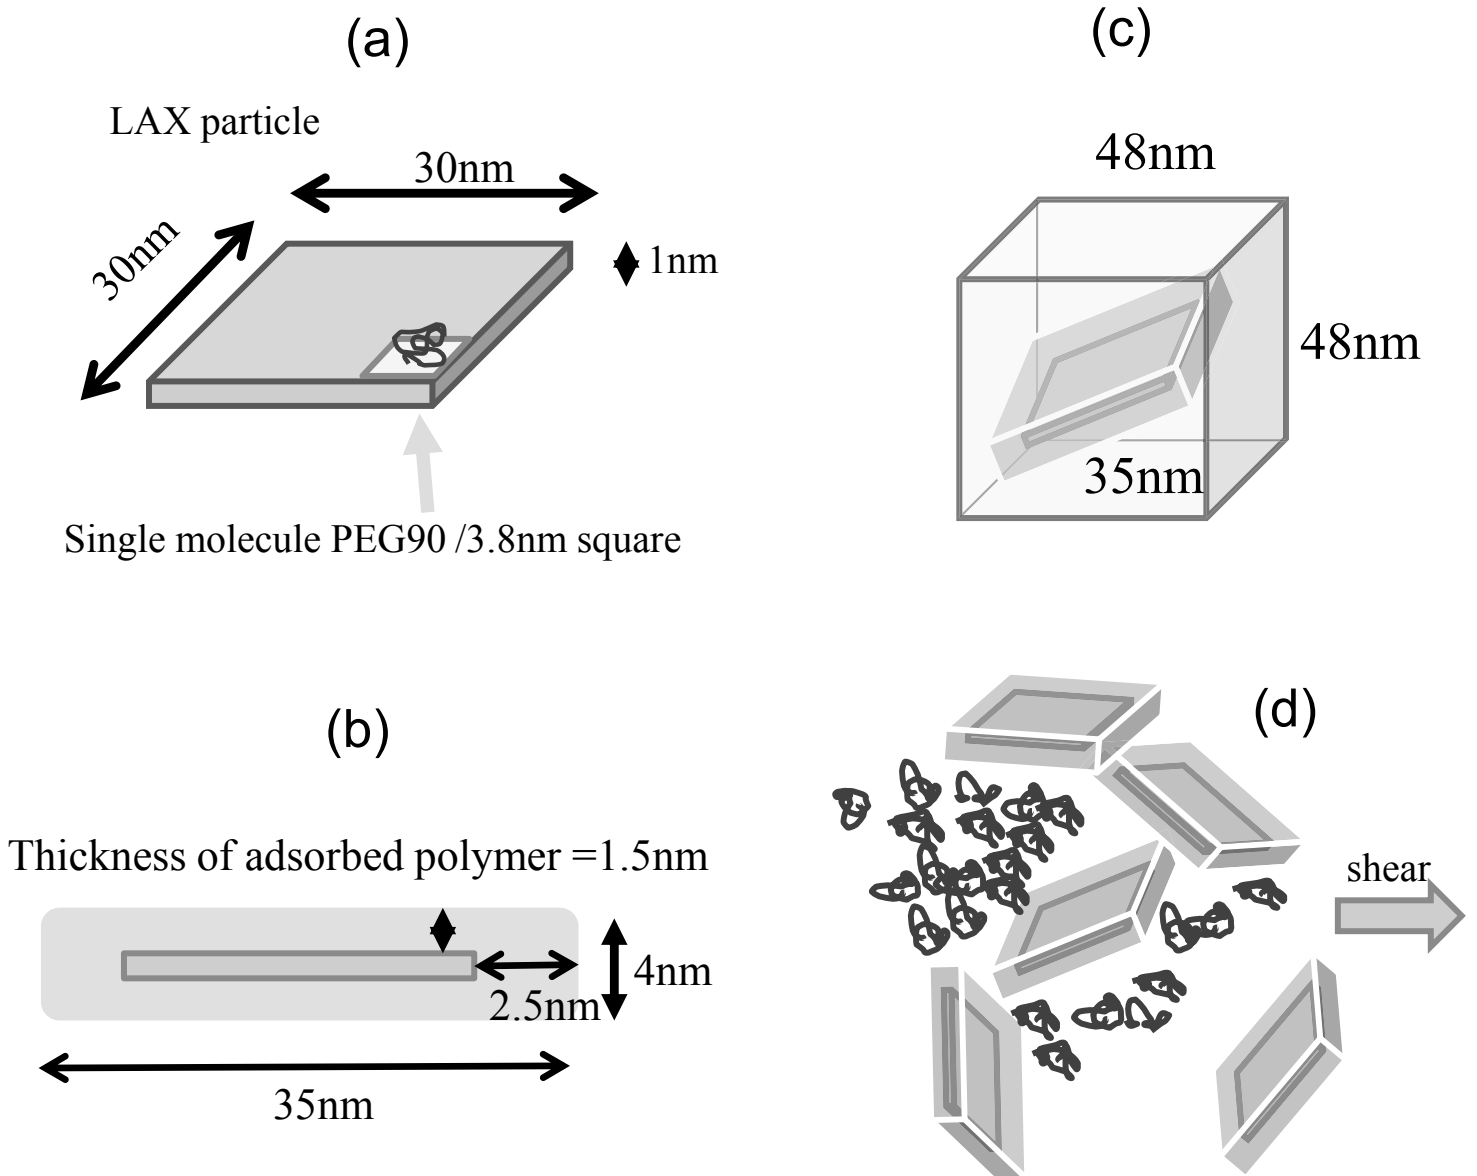 (a)
LAX particle
30nm
30nm
1nm
Single molecule PEG90 /3.8nm square
(b)
Thickness of adsorbed polymer =1.5nm
4nm
2.5nm
35nm
(c)
48nm
48nm
35nm
(d)
shear